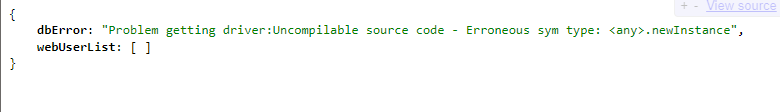 + - View source
{
dbError: "Problem getting driver:Uncompilable source code - Erroneous sym type: <any>.newInstance",
webUserList: [ ]
}